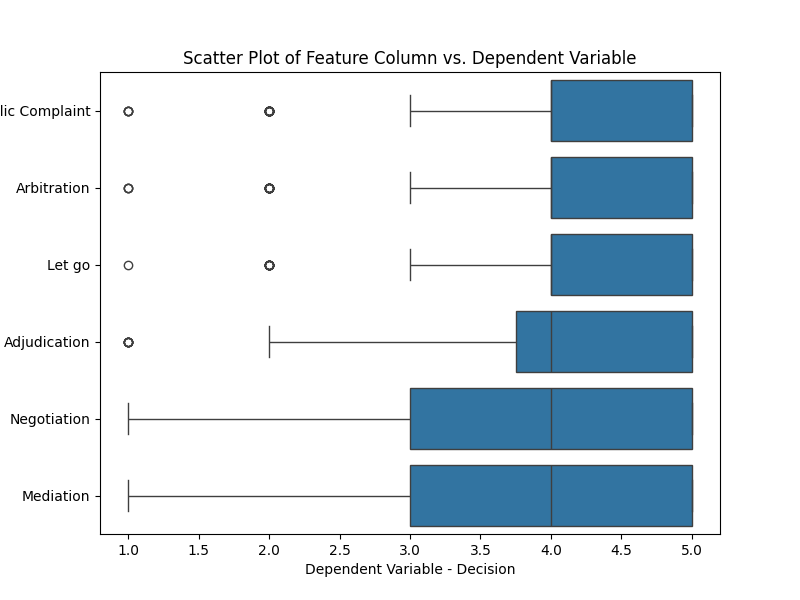 Scatter Plot of Feature Column vs. Dependent Variable
lic Complaint
Arbitration
Let go
Adjudication
Negotiation
Mediation
1.0 1.5 2.0 2.5 3.0 3.5 4.0 4.5 5.0
Dependent Variable - Decision